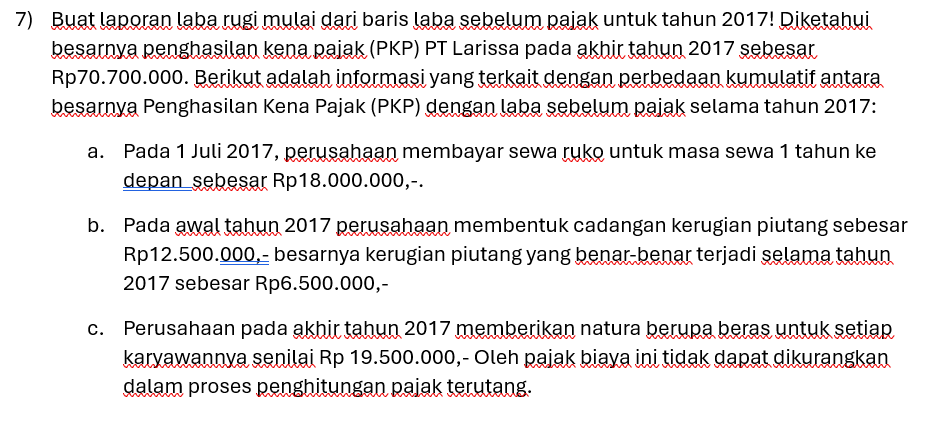 7) Buat laporan laba rugi mulai dari baris laba sebelum pajak untuk tahun 2017! Diketahui
besarnya penghasilan kena pajak (PKP) PT Larissa pada akhir tahun 2017 sebesar
Rp70.700.000. Berikut adalah informasi yang terkait dengan perbedaan kumulatif antara
besarnya Penghasilan Kena Pajak (PKP) dengan laba sebelum pajak selama tahun 2017:
a. Pada 1 Juli 2017, perusahaan membayar sewa ruko untuk masa sewa 1 tahun ke
depan sebesar Rp18.000.000,-.
b. Pada awal tahun 2017 perusahaan membentuk cadangan kerugian piutang sebesar
Rp12.500.000,- besarnya kerugian piutang yang benar-benar terjadi selama tahun
2017 sebesar Rp6.500.000,-
c. Perusahaan pada akhir tahun 2017 memberikan natura berupa beras untuk setiap
karyawannya senilai Rp 19.500.000,- Oleh pajak biaya ini tidak dapat dikurangkan
dalam proses penghitungan pajak terutang.